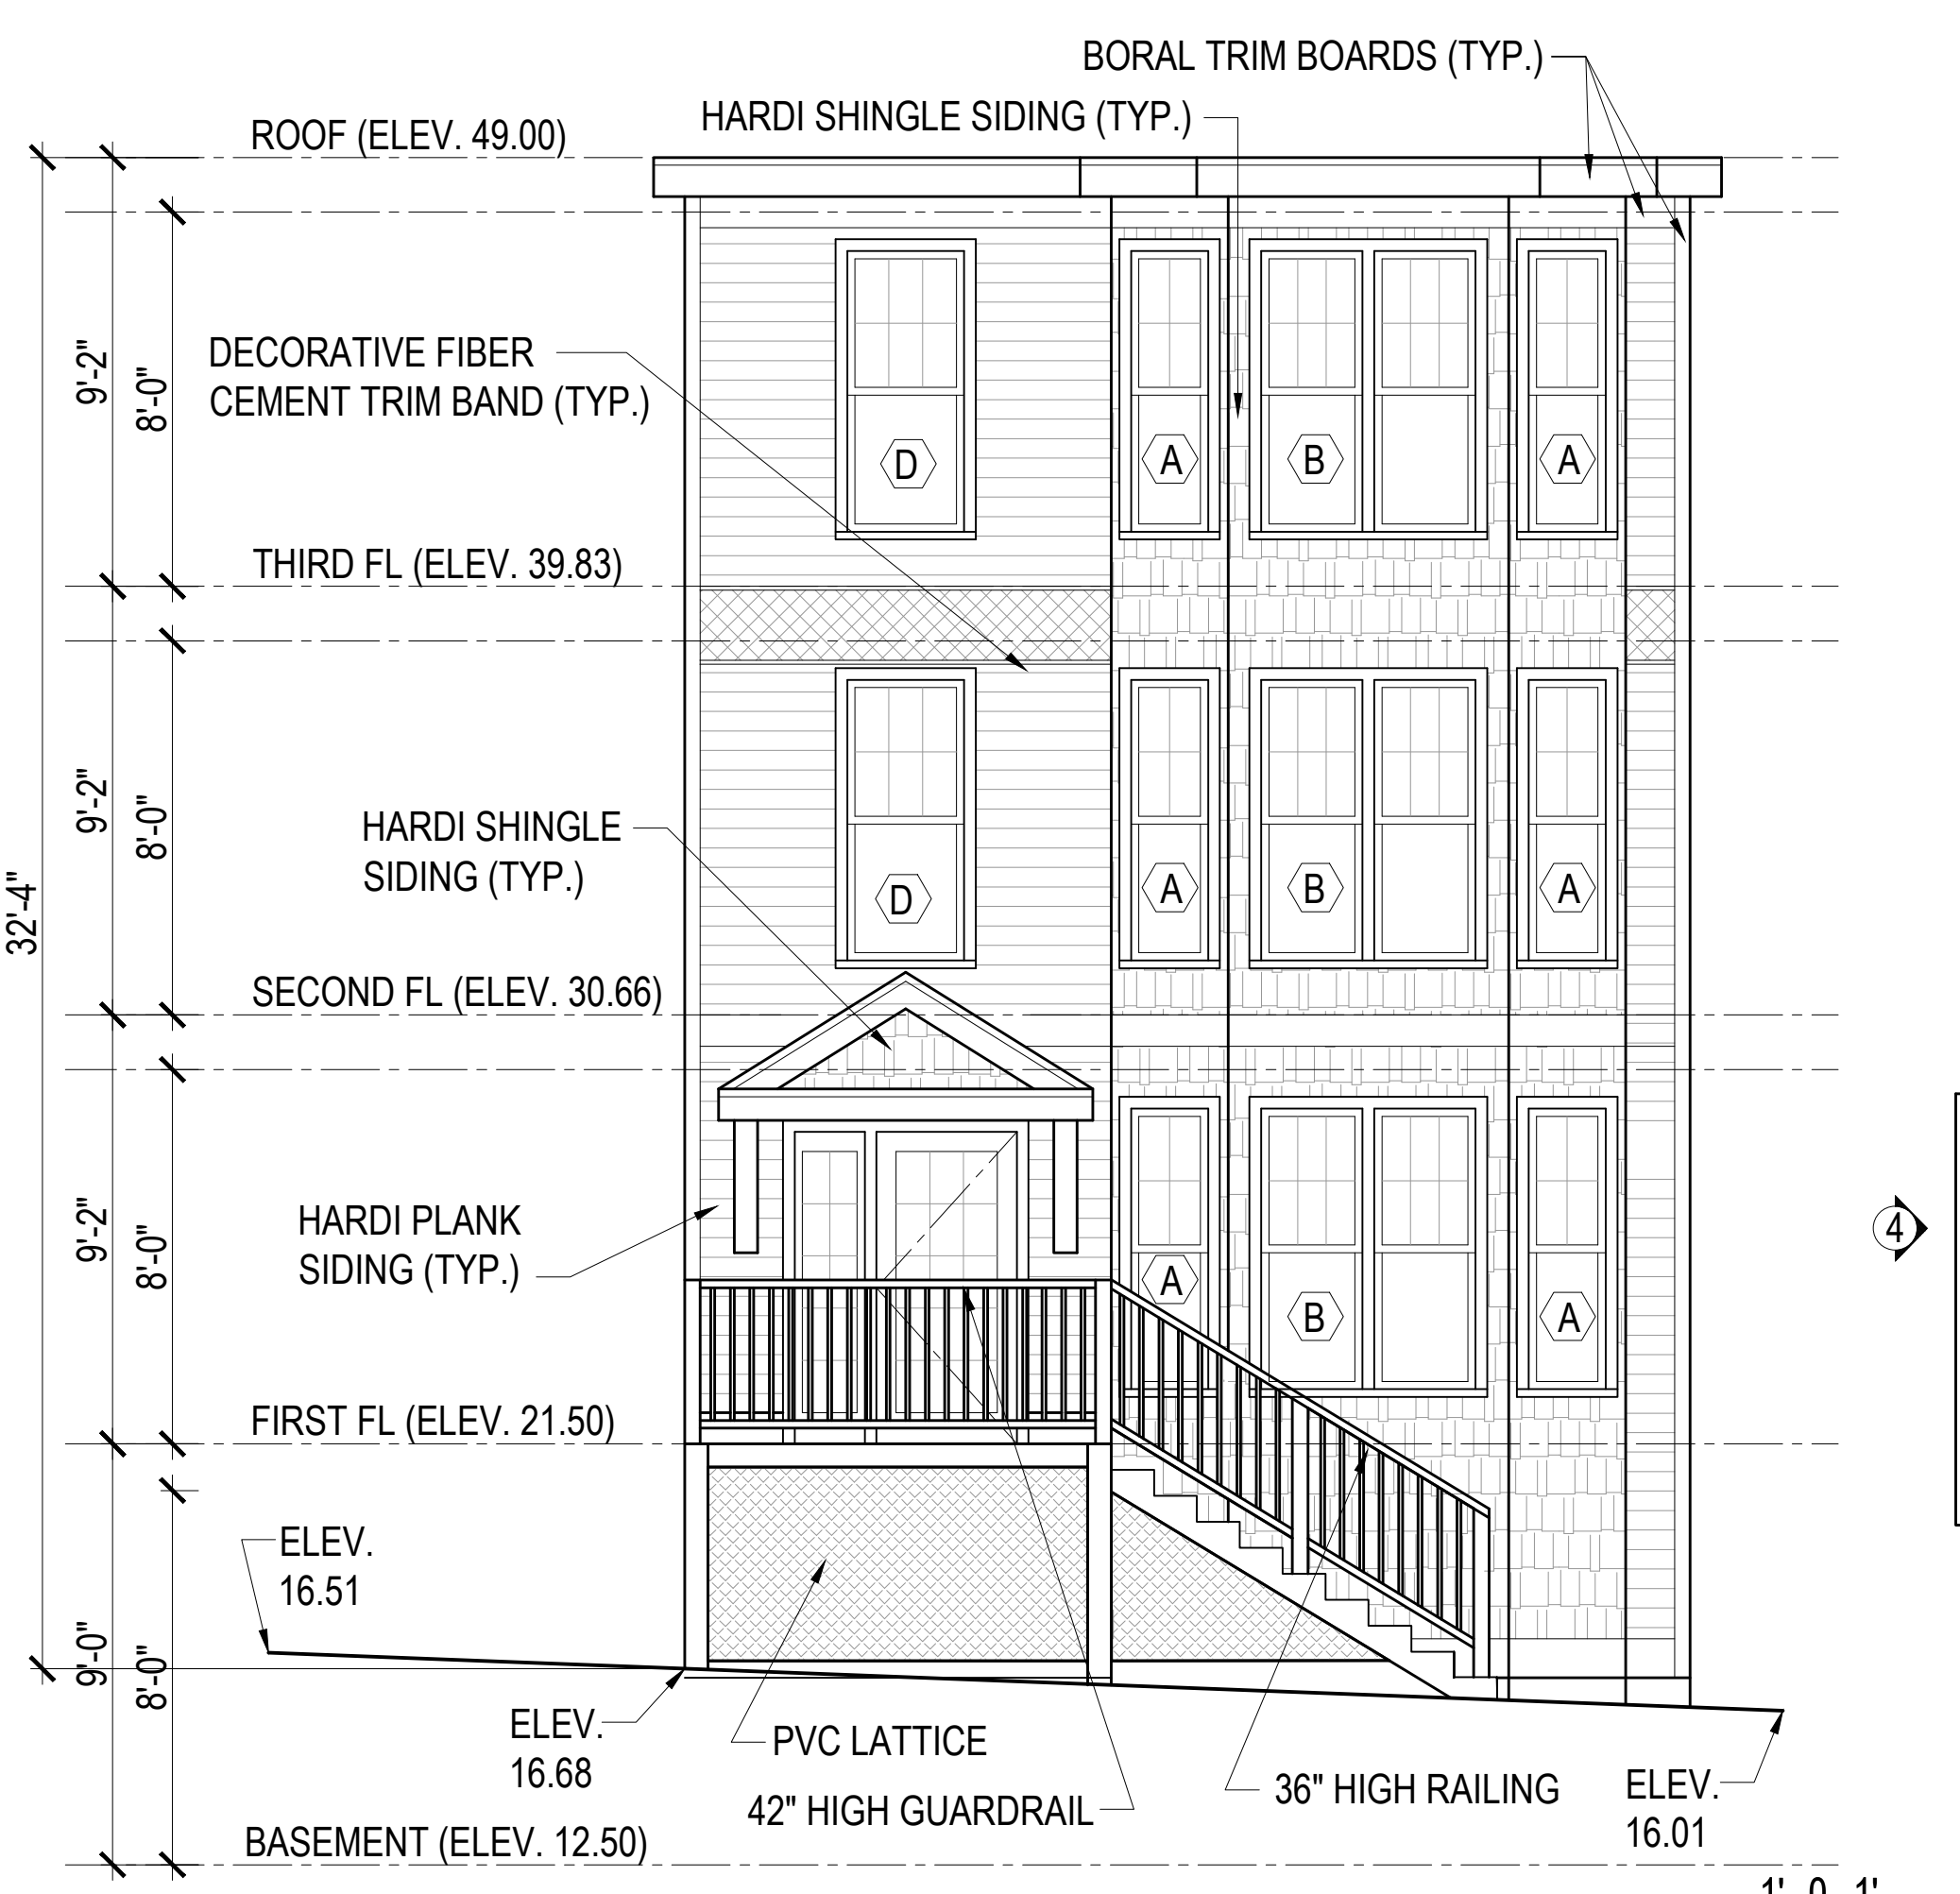 BORAL TRIM BOARDS (TYP.)
HARDI SHINGLE SIDING (TYP.)
ROOF (ELEV. 49.00)
9'-2"
8'-0"
DECORATIVE FIBER
CEMENT TRIM BAND (TYP.)
D
A
B
A
THIRD FL (ELEV. 39.83)
9'-2"
8'-0"
32'-4"
HARDI SHINGLE
SIDING (TYP.)
D
A
B
A
SECOND FL (ELEV. 30.66)
9'-2"
8'-0"
HARDI PLANK
SIDING (TYP.)
A
B
A
4
FIRST FL (ELEV. 21.50)
ELEV.
16.51
9'-0"
8'-0"
ELEV.
16.68
PVC LATTICE
42" HIGH GUARDRAIL
36" HIGH RAILING
ELEV.
16.01
BASEMENT (ELEV. 12.50)
1' 0 1'